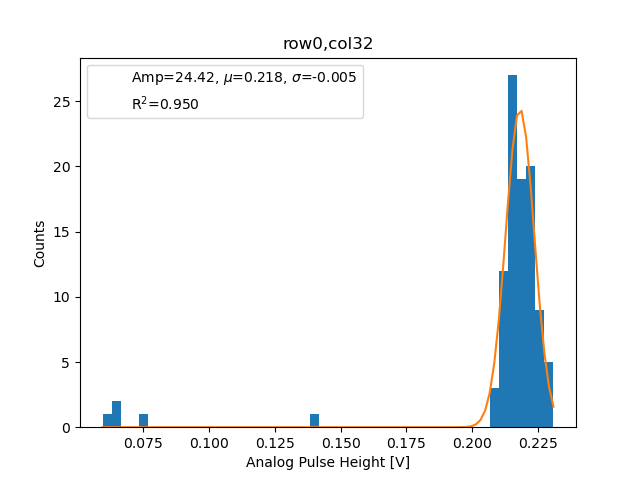 row0,col32
Amp=24.42, μ=0.218, σ=-0.005
R²=0.950
Counts
25
20
15
10
5
0
0.075 0.100 0.125 0.150 0.175 0.200 0.225
Analog Pulse Height [V]